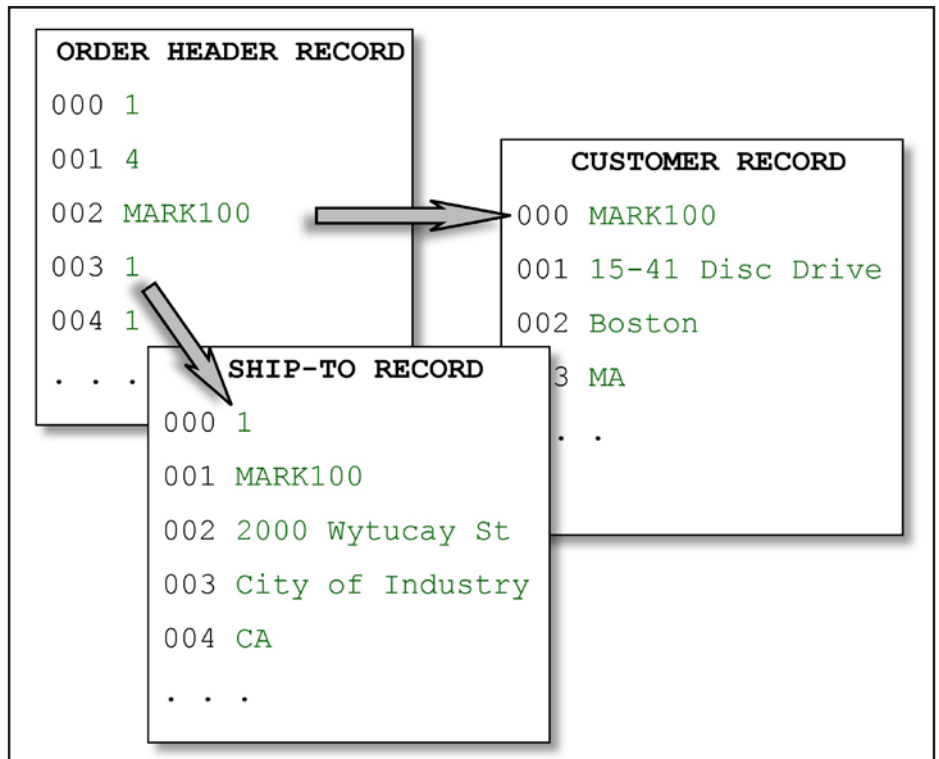 ORDER HEADER RECORD
000 1
001 4
002 MARK100
003 1
004 1
. . .
CUSTOMER RECORD
000 MARK100
001 15-41 Disc Drive
002 Boston
3 MA
. .
SHIP-TO RECORD
000 1
001 MARK100
002 2000 Wytucay St
003 City of Industry
004 CA
. . .